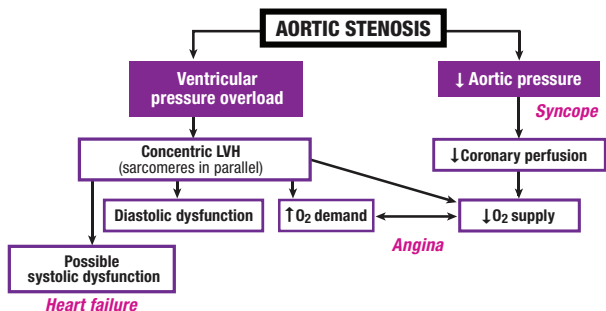 AORTIC STENOSIS
Ventricular
pressure overload
↓ Aortic pressure
Syncope
Concentric LVH
(sarcomeres in parallel)
↓Coronary perfusion
Diastolic dysfunction
↑O₂ demand
↓O₂ supply
Angina
Possible
systolic dysfunction
Heart failure